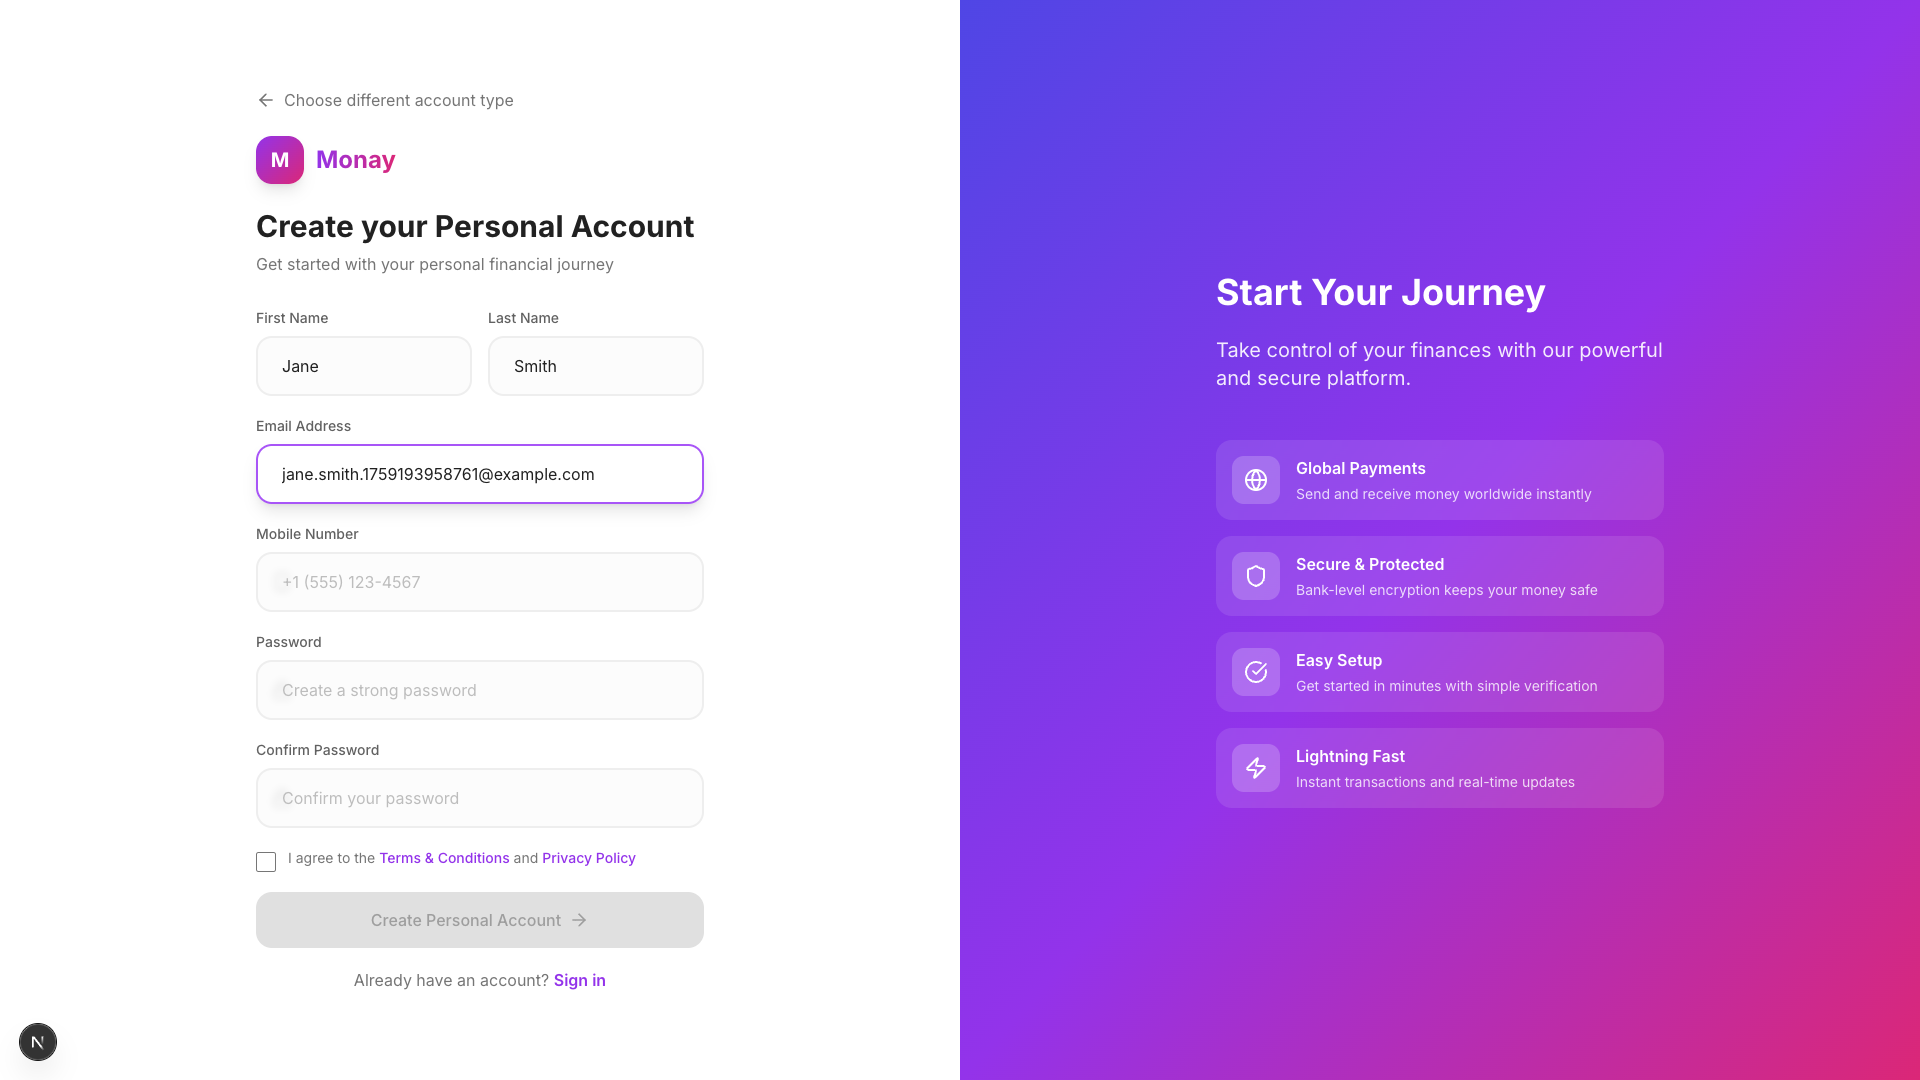 Choose different account type
M
Monay
Create your Personal Account
Get started with your personal financial journey
First Name
Last Name
Jane
Smith
Email Address
jane.smith.1759193958761@example.com
Mobile Number
+1 (555) 123-4567
Password
Create a strong password
Confirm Password
Confirm your password
I agree to the Terms & Conditions and Privacy Policy
Create Personal Account
Already have an account? Sign in
N
Start Your Journey
Take control of your finances with our powerful
and secure platform.
Global Payments
Send and receive money worldwide instantly
Secure & Protected
Bank-level encryption keeps your money safe
Easy Setup
Get started in minutes with simple verification
Lightning Fast
Instant transactions and real-time updates